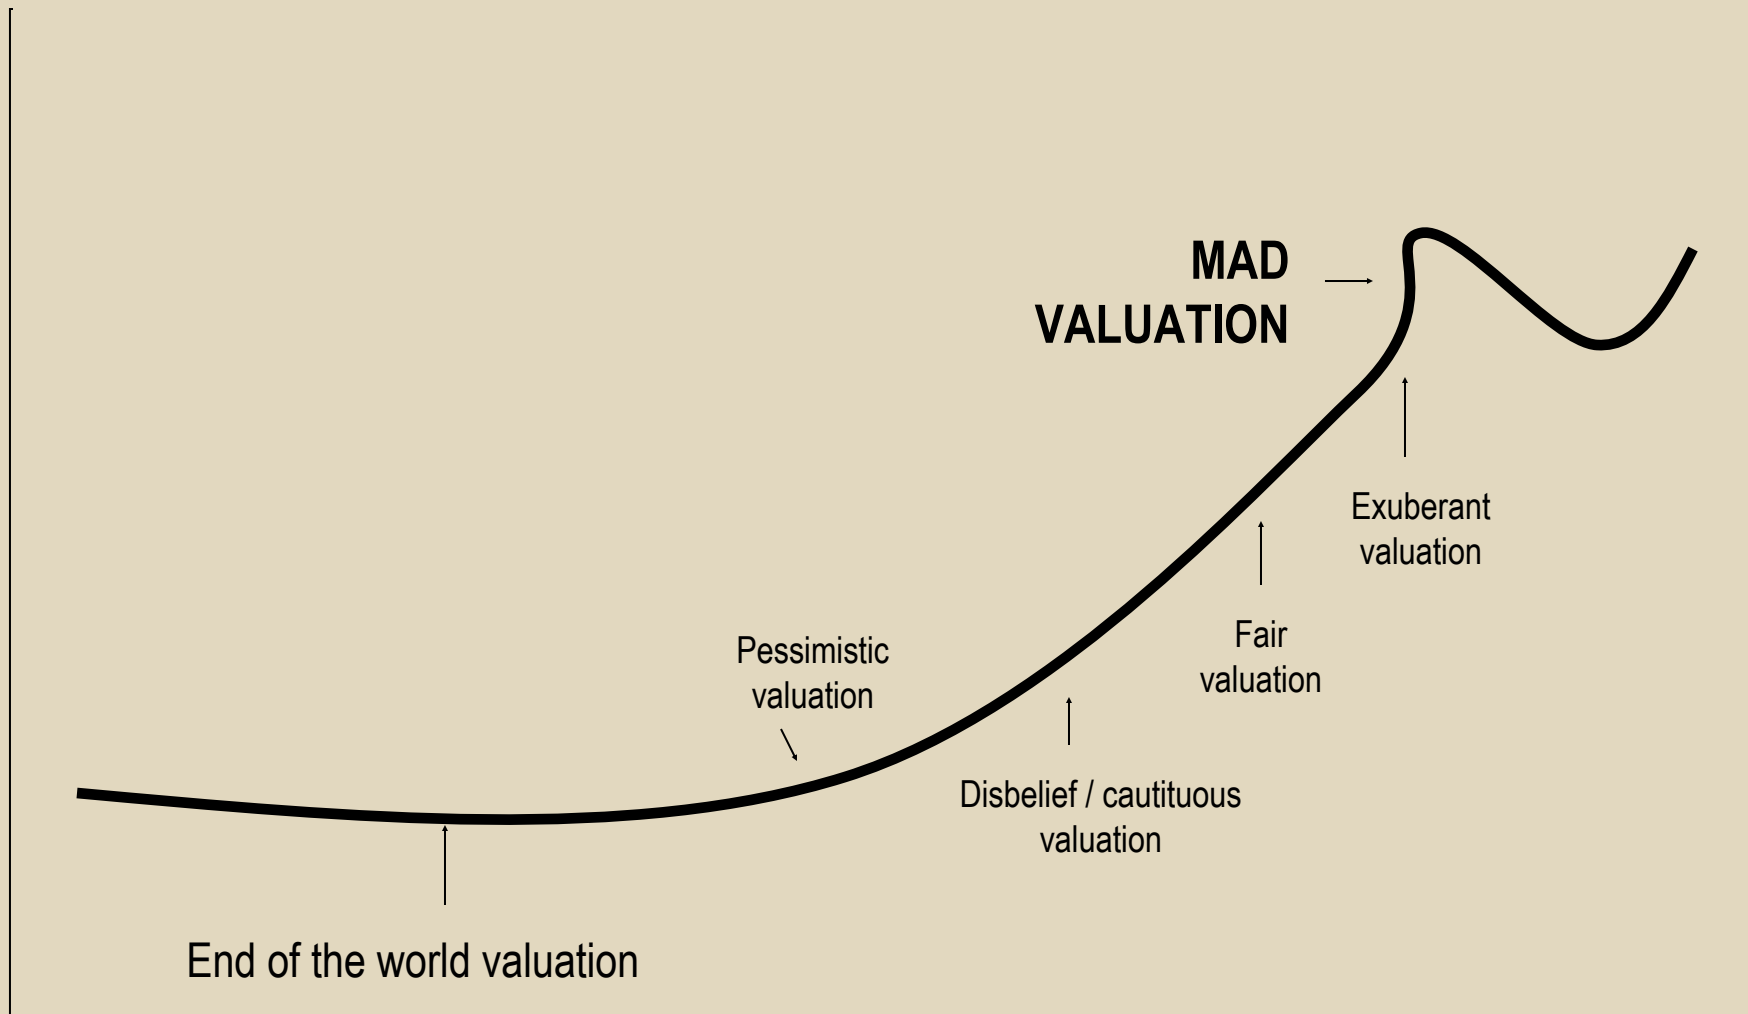 MAD
VALUATION
Exuberant
valuation
Fair
valuation
Pessimistic
valuation
Disbelief / cautituous
valuation
End of the world valuation